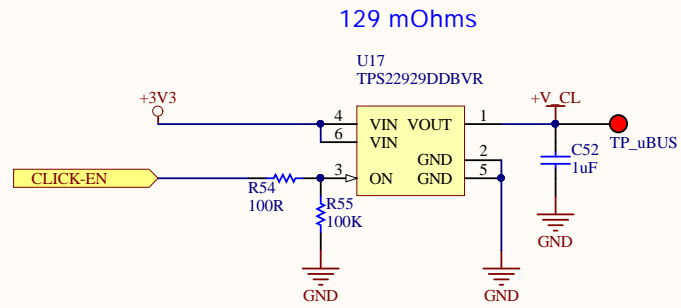 129 mOhms
U17
TPS22929DDBVR
+3V3
+V_CL
4 VIN VOUT 1
6 VIN
TP_uBUS
GND 2
C52
1uF
CLICK-EN
3 ON GND 5
R54
100R
R55
100K
GND
GND
GND